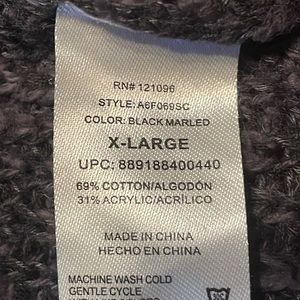 RN# 121096
STYLE: A6F069SC
COLOR: BLACK MARLED
X-LARGE
UPC: 889188400440
69% COTTON/ALGODÓN
31% ACRYLIC/ACRÍLICO
MADE IN CHINA
HECHO EN CHINA
MACHINE WASH COLD
GENTLE CYCLE